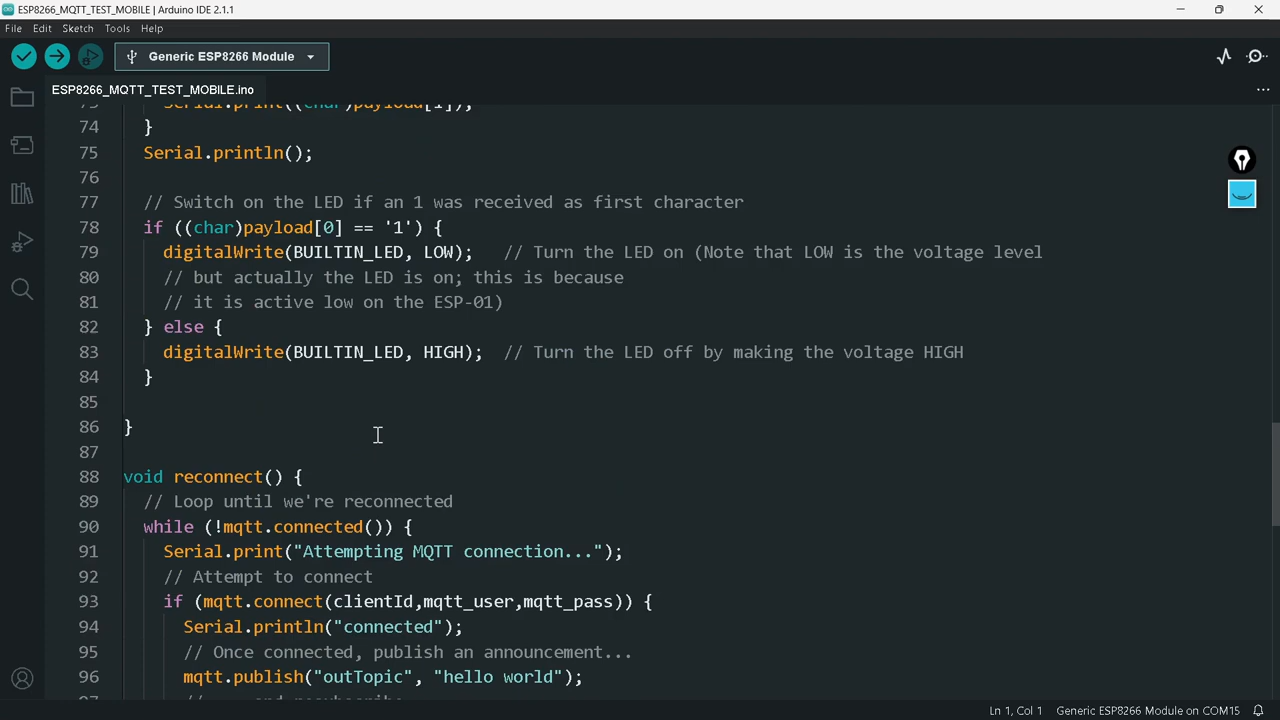 ESP8266_MQTT_TEST_MOBILE | Arduino IDE 2.1.1
File Edit Sketch Tools Help
Generic ESP8266 Module
ESP8266_MQTT_TEST_MOBILE.ino
73 Serial.print((char)payload[i]);
74 }
75 Serial.println();
76
77 // Switch on the LED if an 1 was received as first character
78 if ((char)payload[0] == '1') {
79 digitalWrite(BUILTIN_LED, LOW); // Turn the LED on (Note that LOW is the voltage level
80 // but actually the LED is on; this is because
81 // it is active low on the ESP-01)
82 } else {
83 digitalWrite(BUILTIN_LED, HIGH); // Turn the LED off by making the voltage HIGH
84 }
85
86 }
87
88 void reconnect() {
89 // Loop until we're reconnected
90 while (!mqtt.connected()) {
91 Serial.print("Attempting MQTT connection...");
92 // Attempt to connect
93 if (mqtt.connect(clientId,mqtt_user,mqtt_pass)) {
94 Serial.println("connected");
95 // Once connected, publish an announcement...
96 mqtt.publish("outTopic", "hello world");
97 // ... and resubscribe
Ln 1, Col 1 Generic ESP8266 Module on COM15